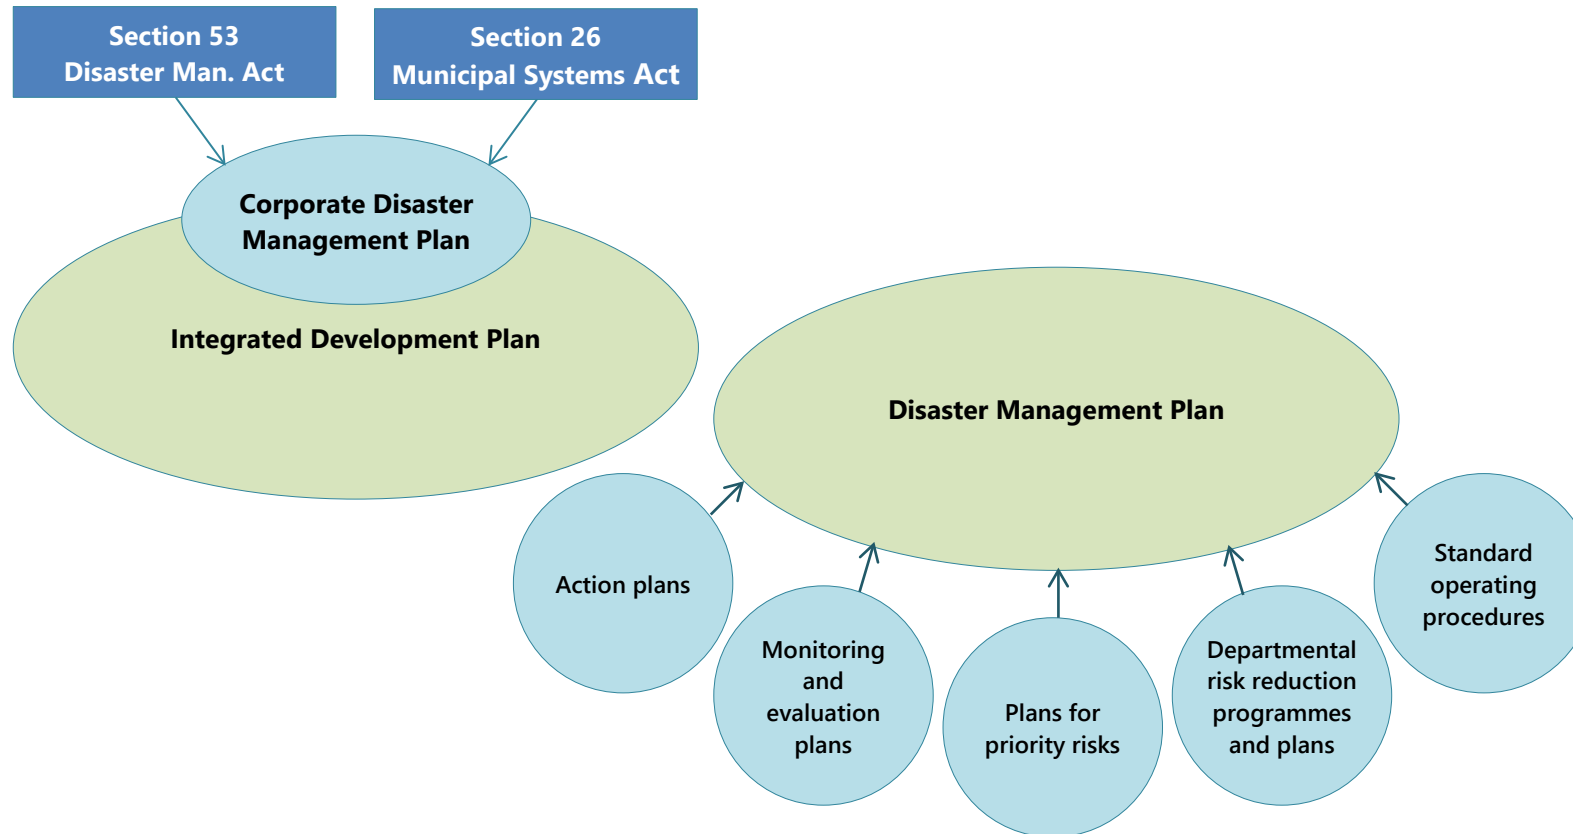 Section 53
Disaster Man. Act
Section 26
Municipal Systems Act
Corporate Disaster
Management Plan
Integrated Development Plan
Disaster Management Plan
Action plans
Monitoring
and
evaluation
plans
Plans for
priority risks
Departmental
risk reduction
programmes
and plans
Standard
operating
procedures